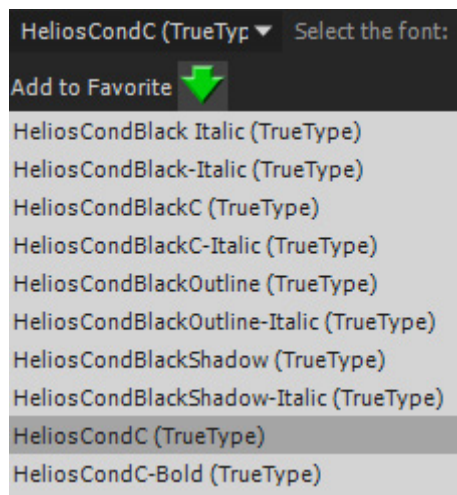 HeliosCondC (TrueTyp Select the font:
Add to Favorite
HeliosCondBlack Italic (TrueType)
HeliosCondBlack-Italic (TrueType)
HeliosCondBlackC (TrueType)
HeliosCondBlackC-Italic (TrueType)
HeliosCondBlackOutline (TrueType)
HeliosCondBlackOutline-Italic (TrueType)
HeliosCondBlackShadow (TrueType)
HeliosCondBlackShadow-Italic (TrueType)
HeliosCondC (TrueType)
HeliosCondC-Bold (TrueType)